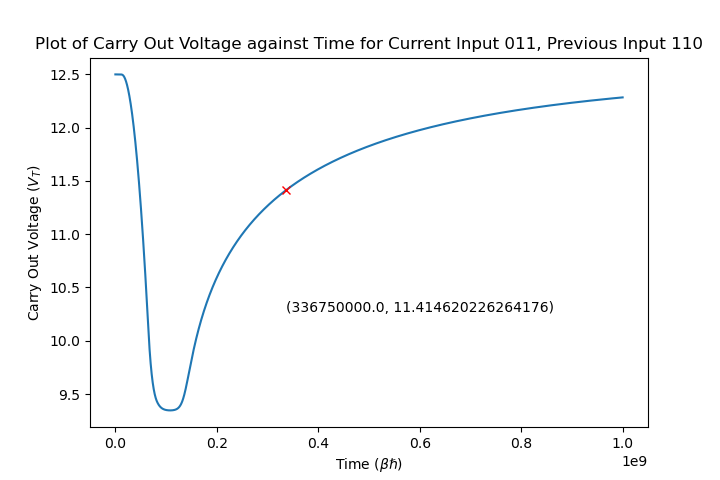 Plot of Carry Out Voltage against Time for Current Input 011, Previous Input 110
Carry Out Voltage (V_T)
12.5
12.0
11.5
11.0
10.5
10.0
9.5
(336750000.0, 11.414620226264176)
0.0 0.2 0.4 0.6 0.8 1.0
1e9
Time (βħ)